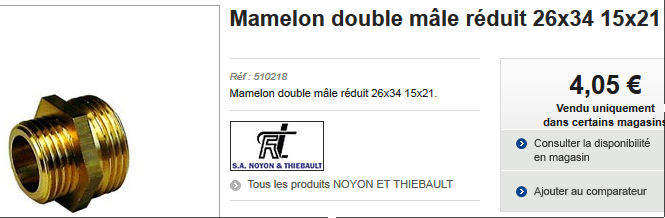 Mamelon double mâle réduit 26x34 15x21
Réf : 510218
Mamelon double mâle réduit 26x34 15x21.
S.A. NOYON & THIEBAULT
Tous les produits NOYON ET THIEBAULT
4,05 €
Vendu uniquement
dans certains magasins
Consulter la disponibilité
en magasin
Ajouter au comparateur